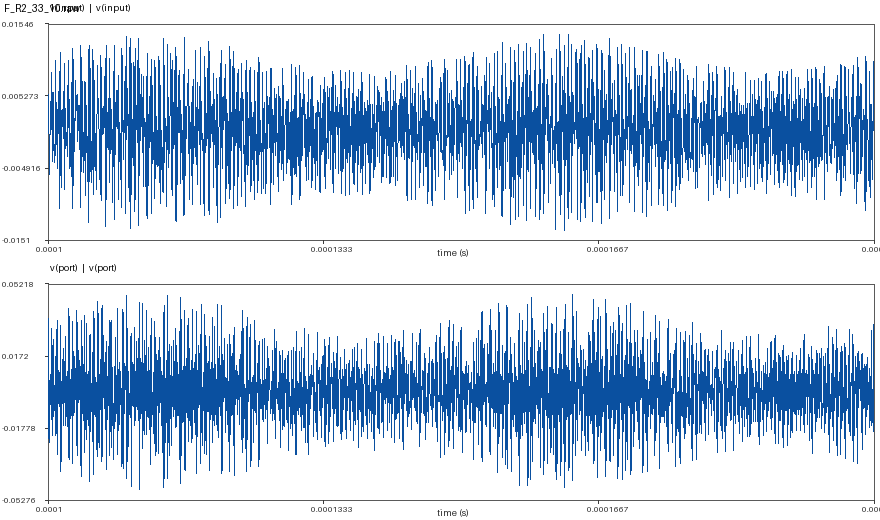 F_R2_33_
v(input) | v(input)
0.01546
0.005273
-0.004916
-0.0151
0.0001
0.0001333
0.0001667
time (s)
v(port) | v(port)
0.05218
0.0172
-0.01778
-0.05276
0.0001
0.0001333
0.0001667
time (s)